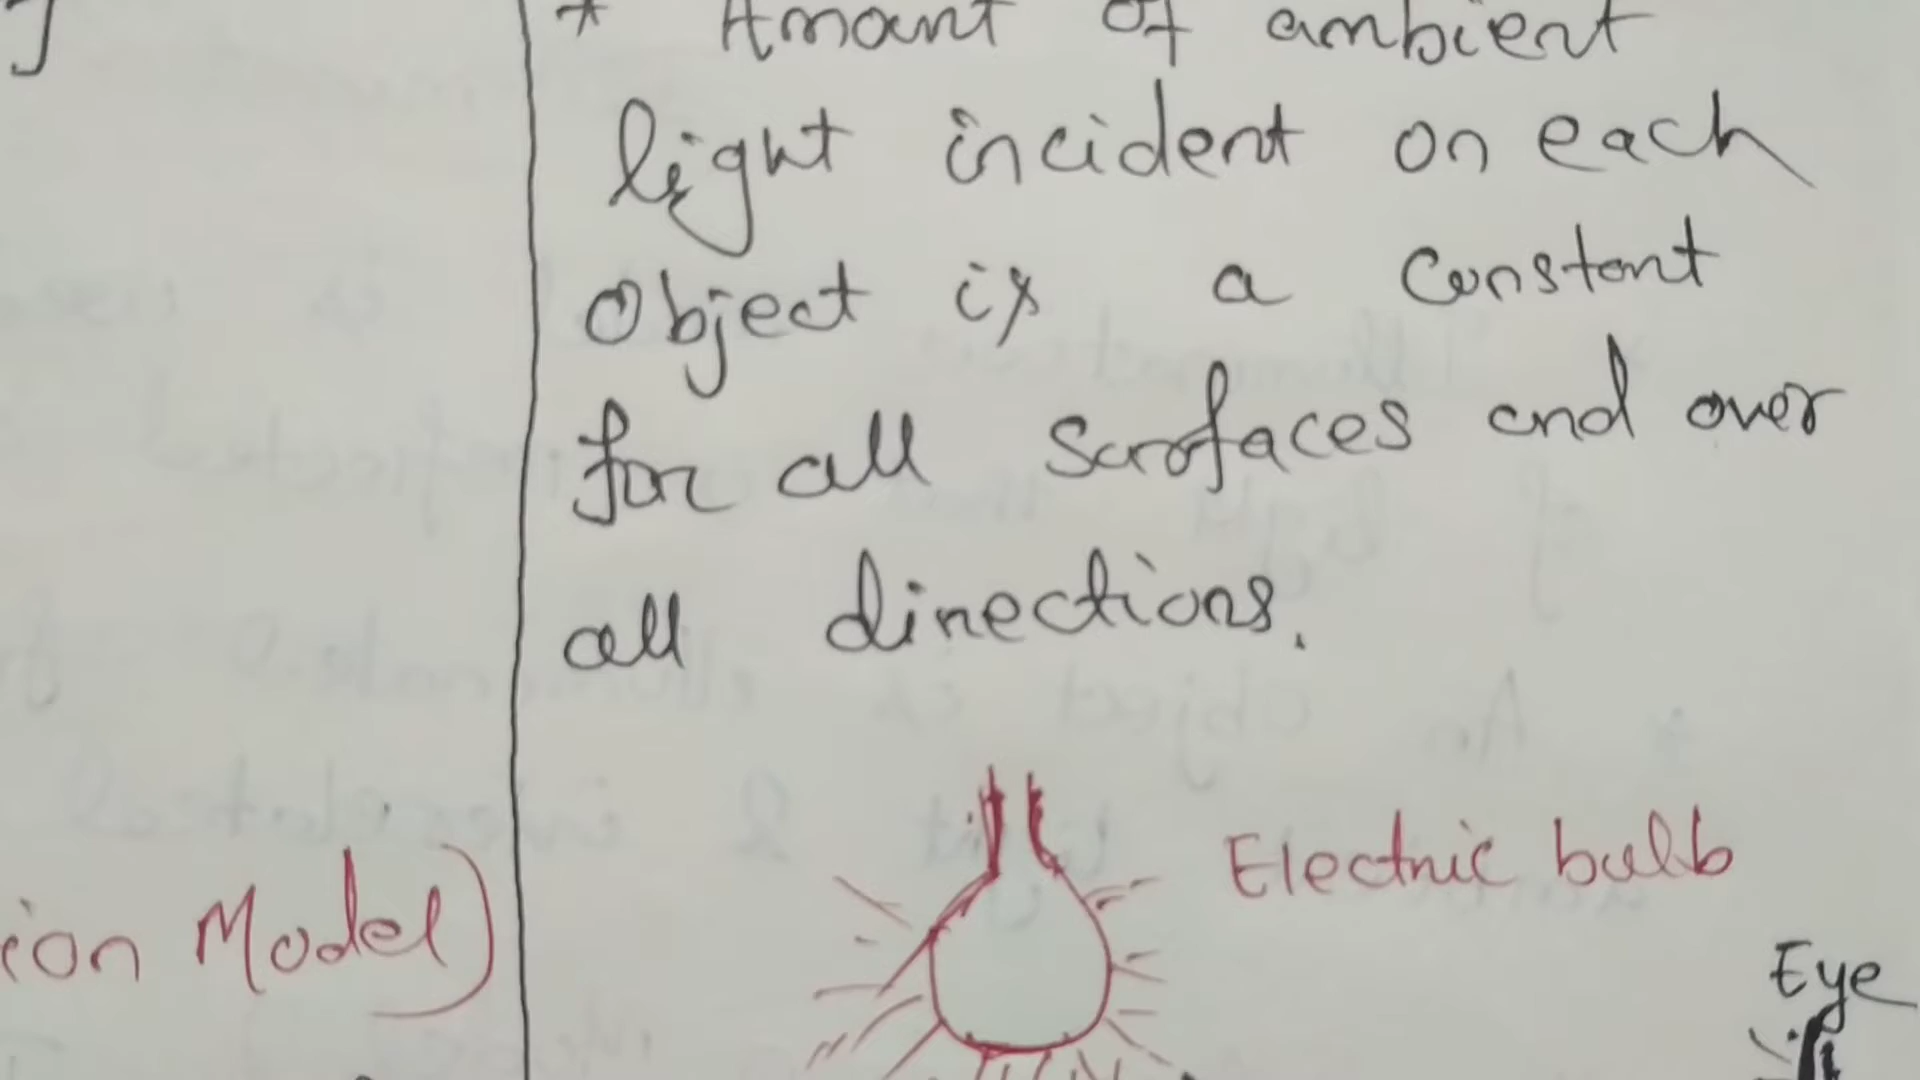 * Amount of ambient
light incident on each
object is a constant
for all surfaces and over
all directions.
Electric bulb
ion Model)
Eye